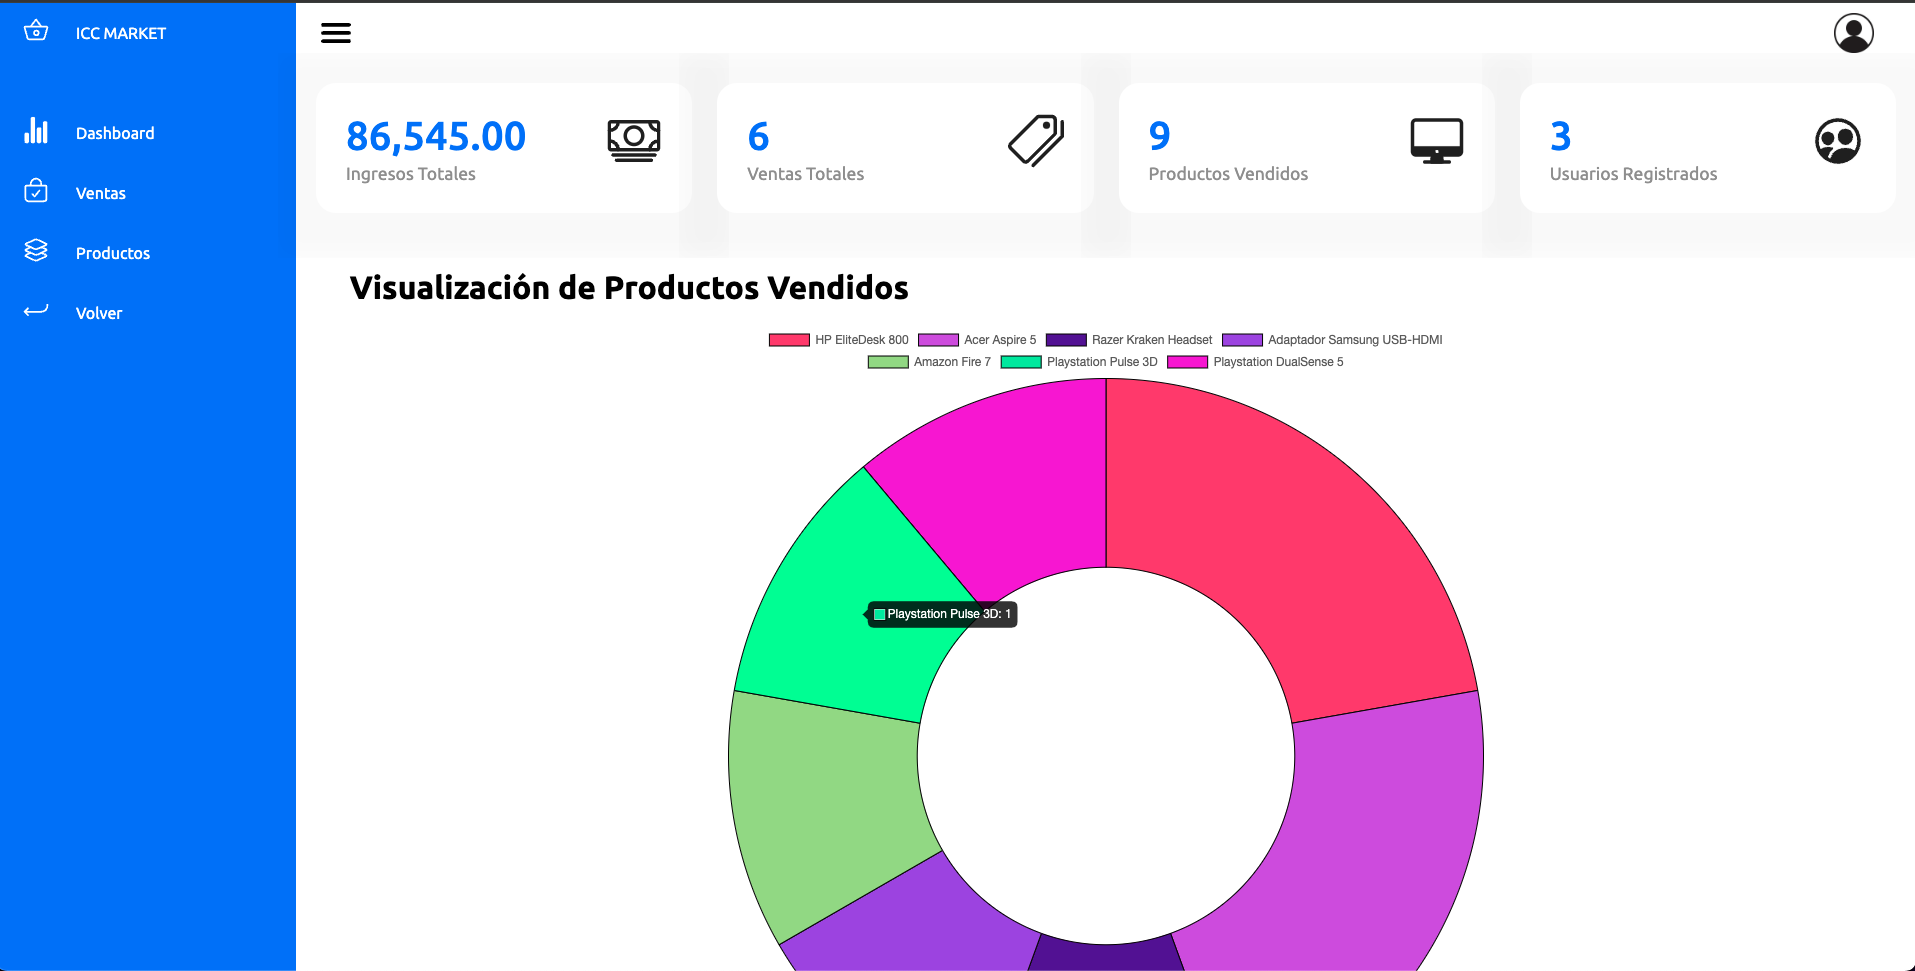 ICC MARKET
Dashboard
Ventas
Productos
Volver
86,545.00
Ingresos Totales
6
Ventas Totales
9
Productos Vendidos
3
Usuarios Registrados
Visualización de Productos Vendidos
HP EliteDesk 800 Acer Aspire 5 Razer Kraken Headset Adaptador Samsung USB-HDMI
Amazon Fire 7 Playstation Pulse 3D Playstation DualSense 5
Playstation Pulse 3D: 1